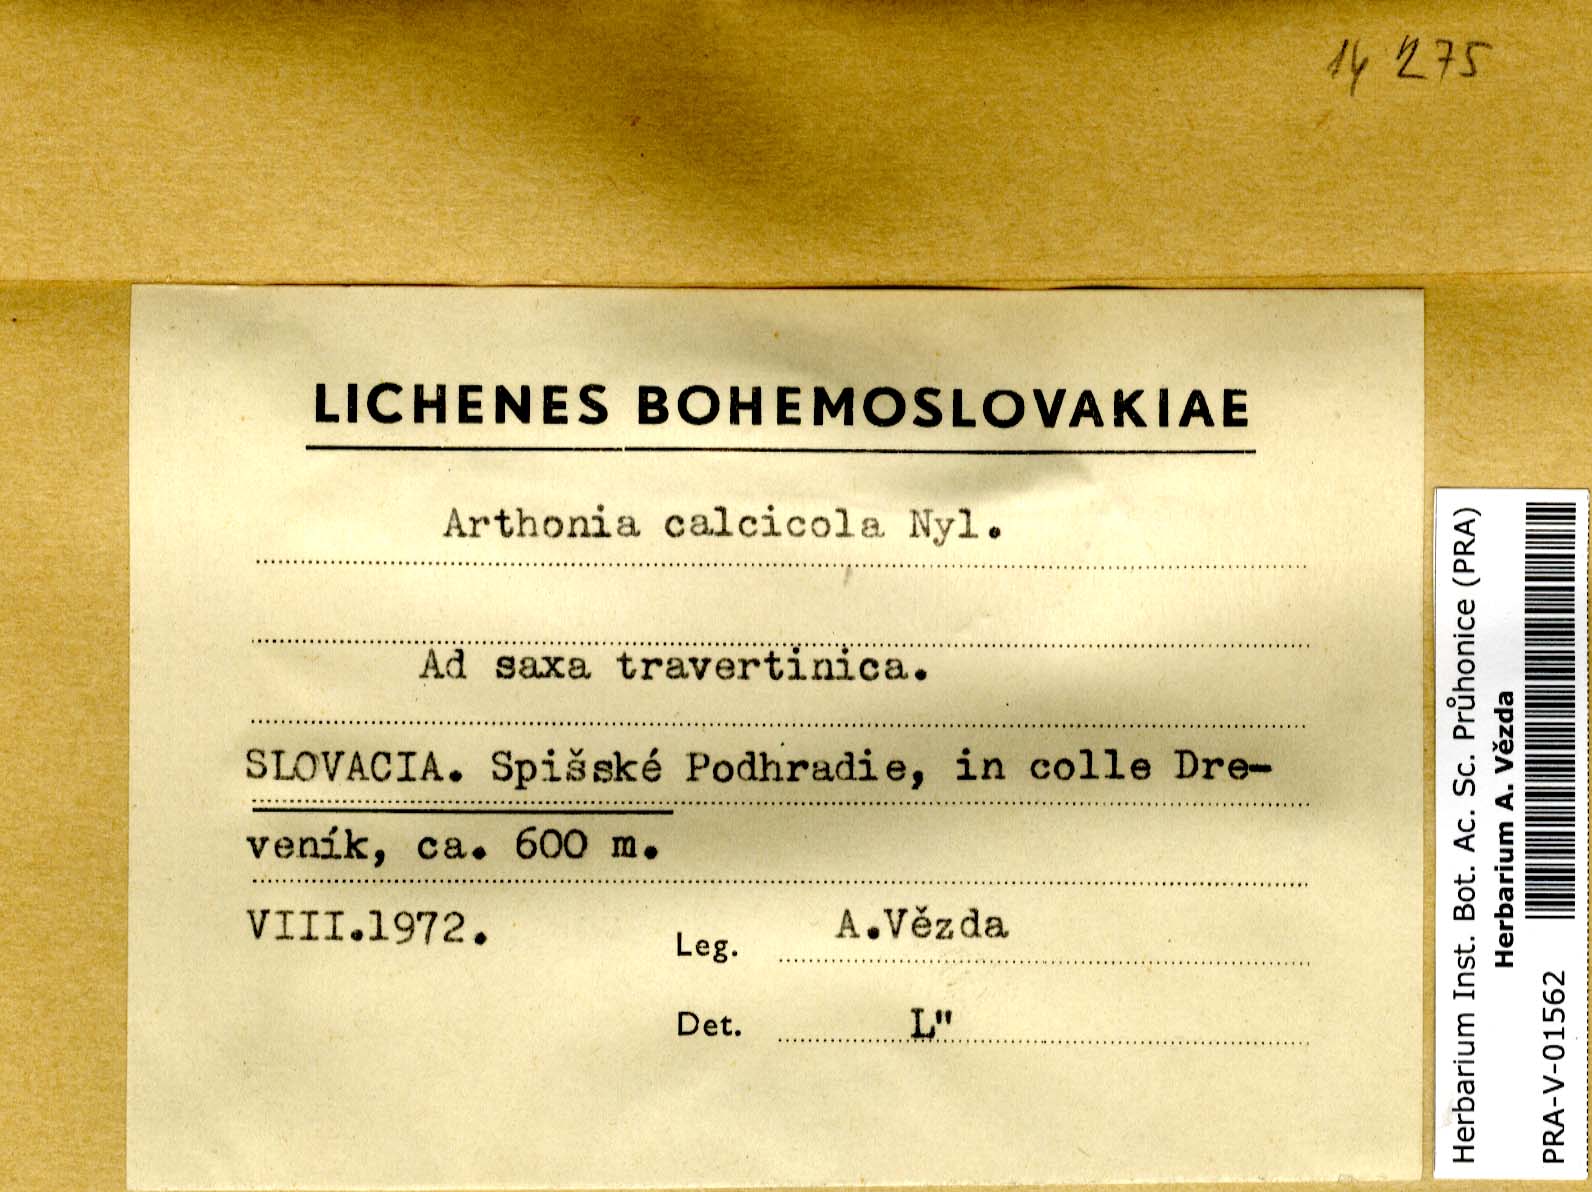 14 275
LICHENES BOHEMOSLOVAKIAE
Arthonia calcicola Nyl.
Ad saxa travertinica.
SLOVACIA. Spišské Podhradie, in colle Dre-
veník, ca. 600 m.
VIII.1972.
Leg. A.Vězda
Det. L"
Herbarium Inst. Bot. Ac. Sc. Průhonice (PRA)
Herbarium A. Vězda
PRA-V-01562